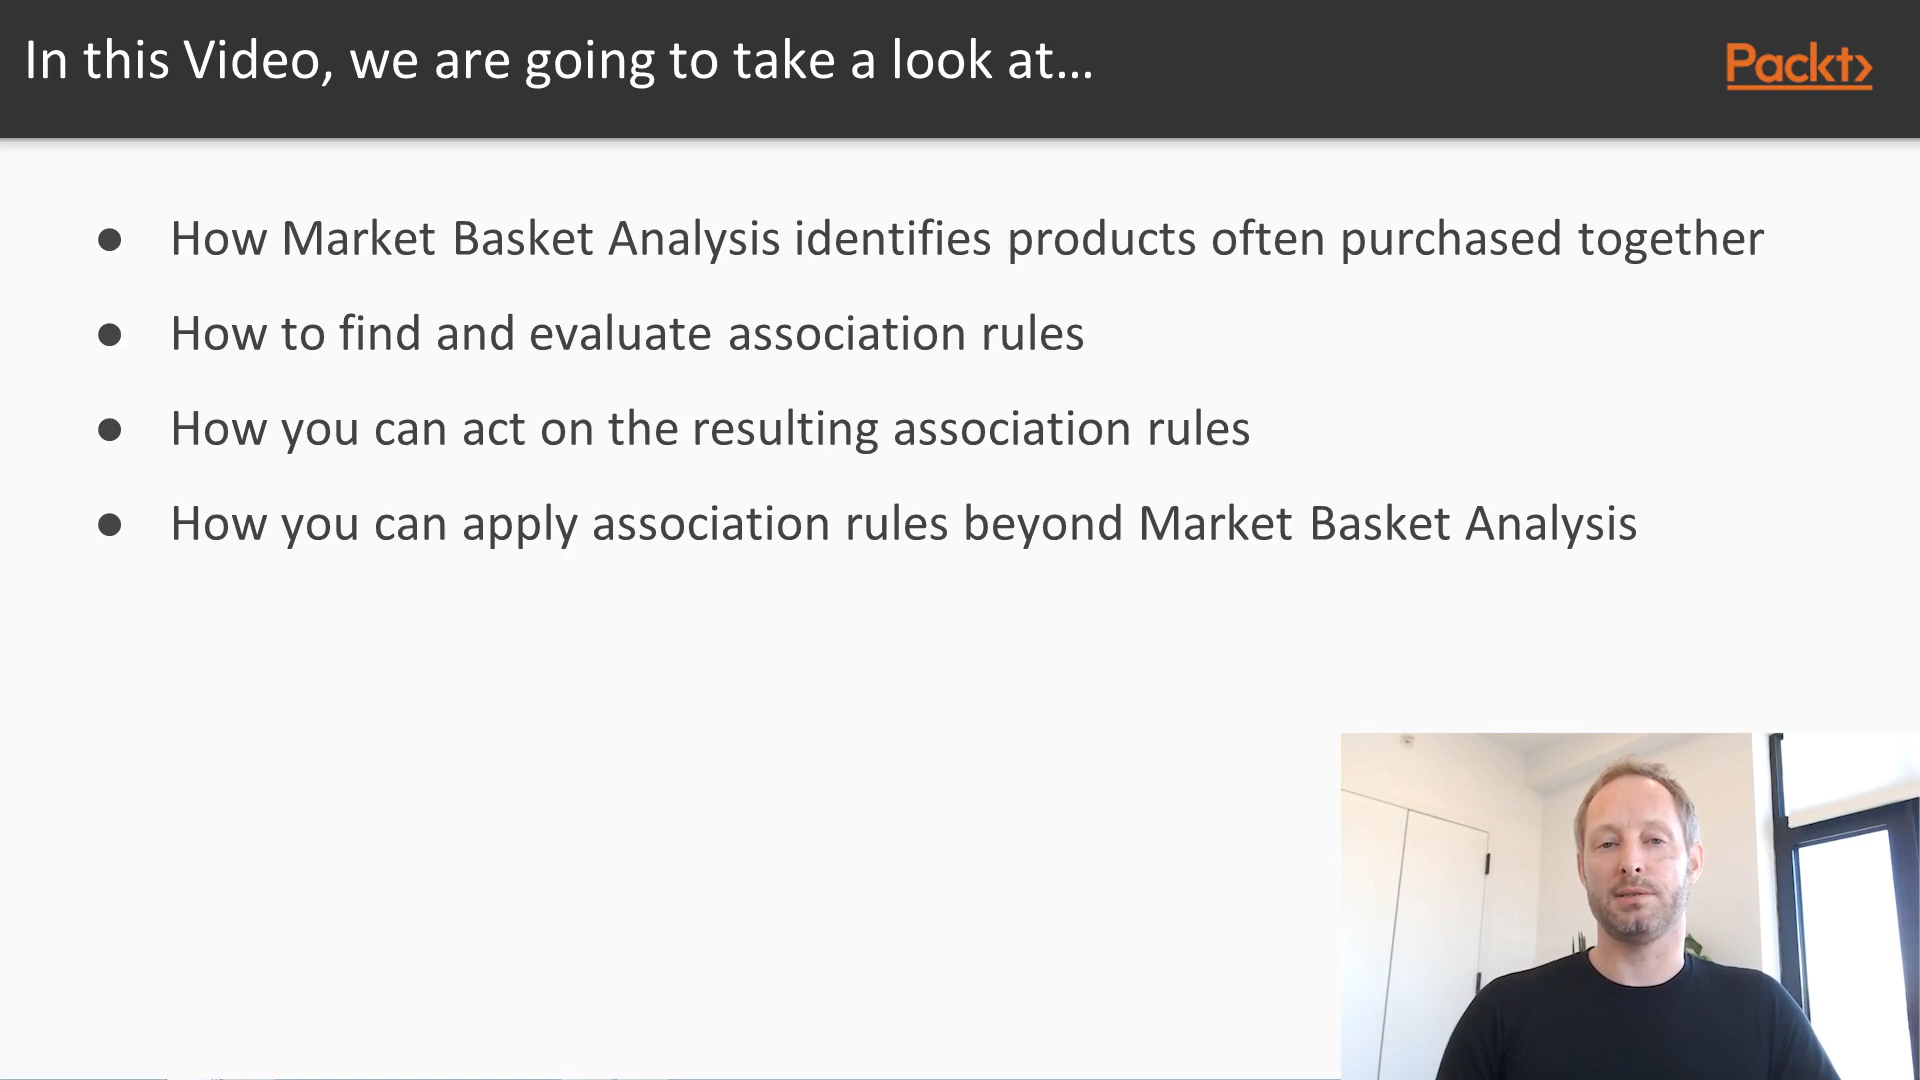 In this Video, we are going to take a look at...
Packt>
● How Market Basket Analysis identifies products often purchased together
● How to find and evaluate association rules
● How you can act on the resulting association rules
● How you can apply association rules beyond Market Basket Analysis